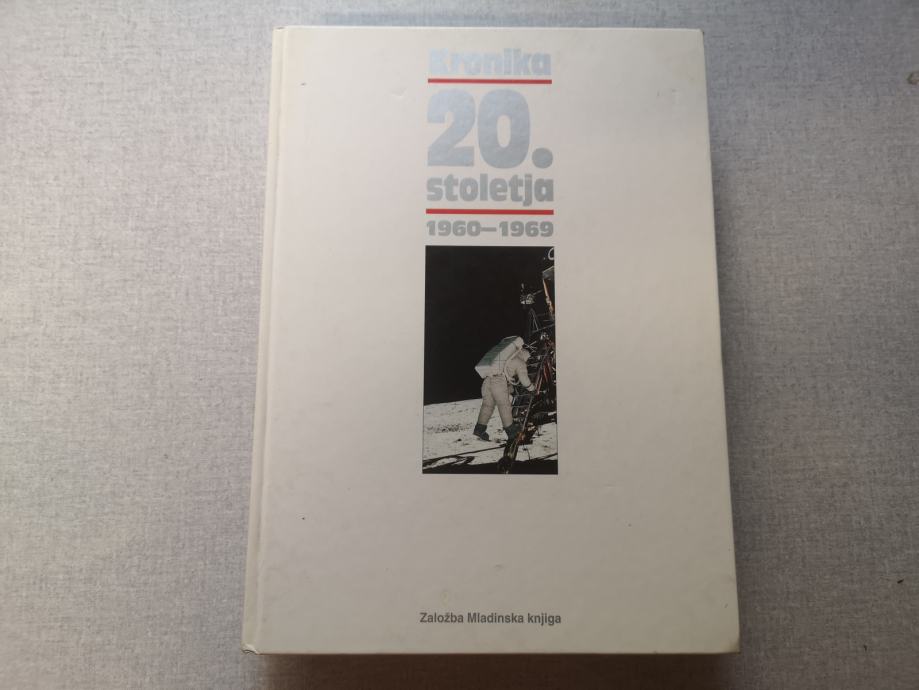 Kronika
20.
stoletja
1960–1969
Založba Mladinska knjiga